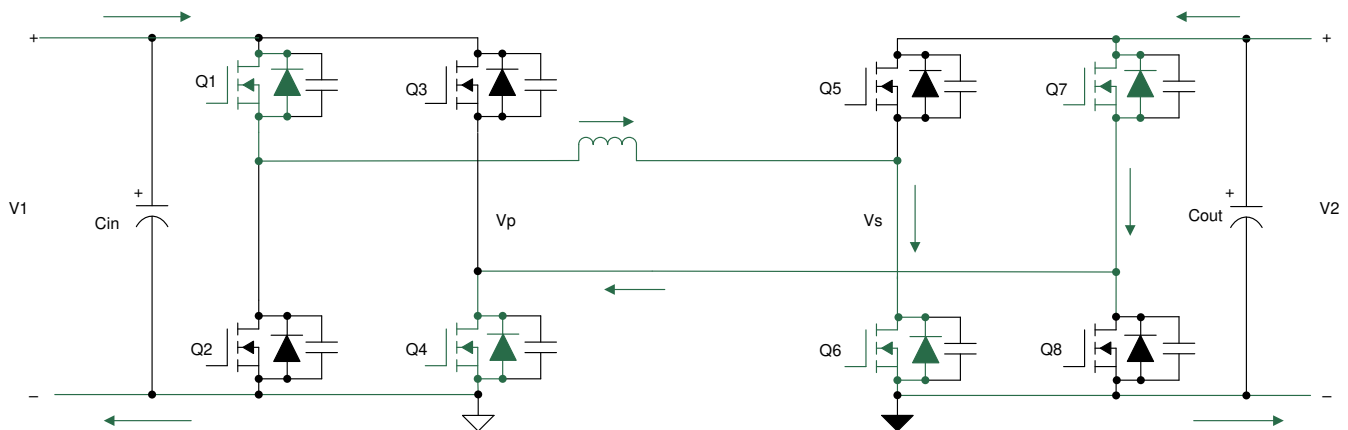 +
+
Q1
Q3
Q5
Q7
+
+
V1
Cin
Vp
Vs
Cout
V2
Q2
Q4
Q6
Q8
–
–